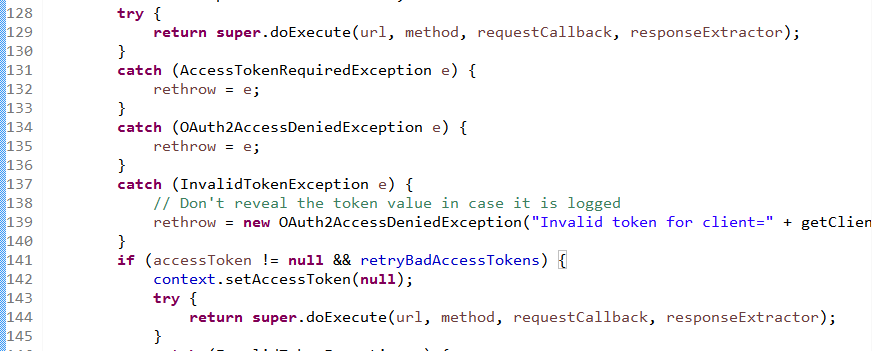 128 try {
129 return super.doExecute(url, method, requestCallback, responseExtractor);
130 }
131 catch (AccessTokenRequiredException e) {
132 rethrow = e;
133 }
134 catch (OAuth2AccessDeniedException e) {
135 rethrow = e;
136 }
137 catch (InvalidTokenException e) {
138 // Don't reveal the token value in case it is logged
139 rethrow = new OAuth2AccessDeniedException("Invalid token for client=" + getClien
140 }
141 if (accessToken != null && retryBadAccessTokens) {
142 context.setAccessToken(null);
143 try {
144 return super.doExecute(url, method, requestCallback, responseExtractor);
145 }